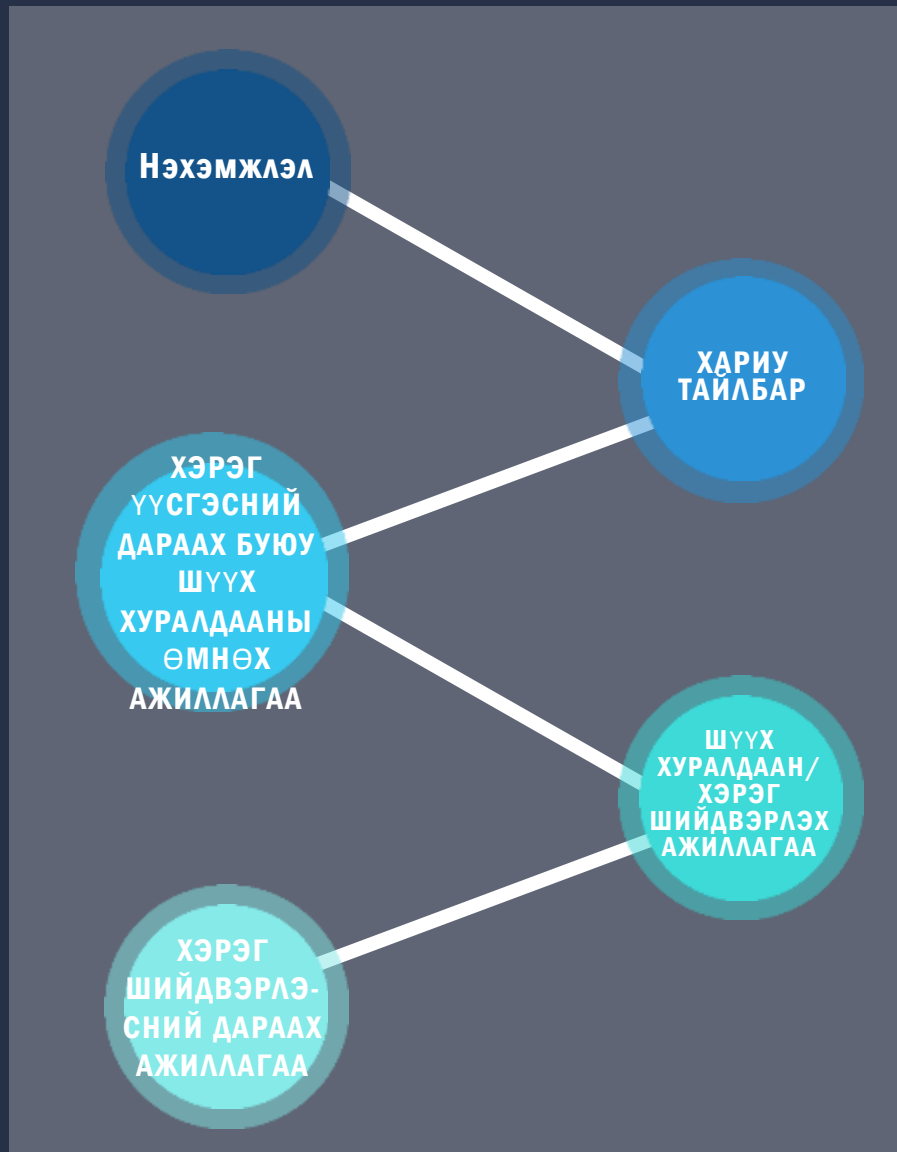 Нэхэмжлэл
ХАРИУ
ТАЙЛБАР
ХЭРЭГ
ҮҮСГЭСНИЙ
ДАРААХ БУЮУ
ШҮҮХ
ХУРАЛДААНЫ
ӨМНӨХ
АЖИЛЛАГАА
ШҮҮХ
ХУРАЛДААН/
ХЭРЭГ
ШИЙДВЭРЛЭХ
АЖИЛЛАГАА
ХЭРЭГ
ШИЙДВЭРЛЭ-
СНИЙ ДАРААХ
АЖИЛЛАГАА